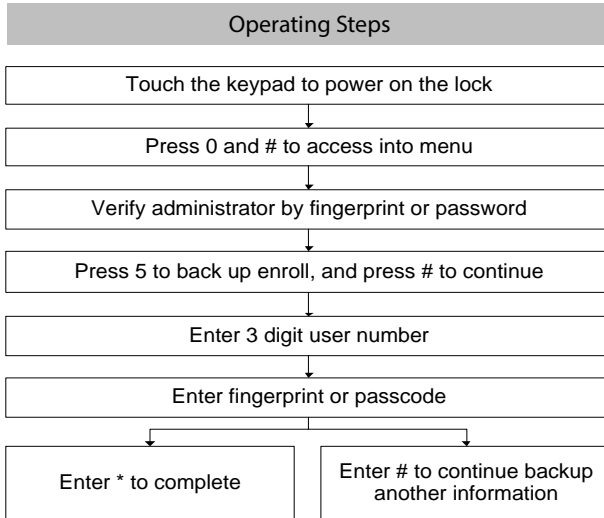 Operating Steps
Touch the keypad to power on the lock
Press 0 and # to access into menu
Verify administrator by fingerprint or password
Press 5 to back up enroll, and press # to continue
Enter 3 digit user number
Enter fingerprint or passcode
Enter * to complete
Enter # to continue backup
another information